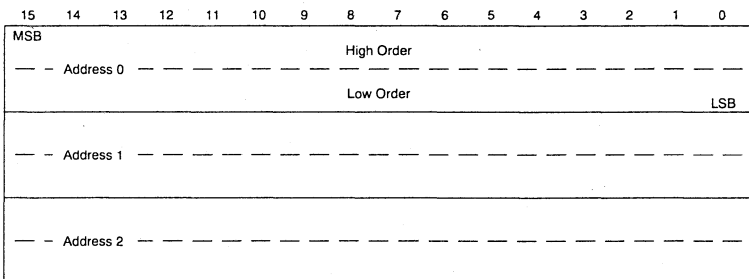 15 14 13 12 11 10 9 8 7 6 5 4 3 2 1 0
MSB
High Order
Address 0
Low Order
LSB
Address 1
Address 2